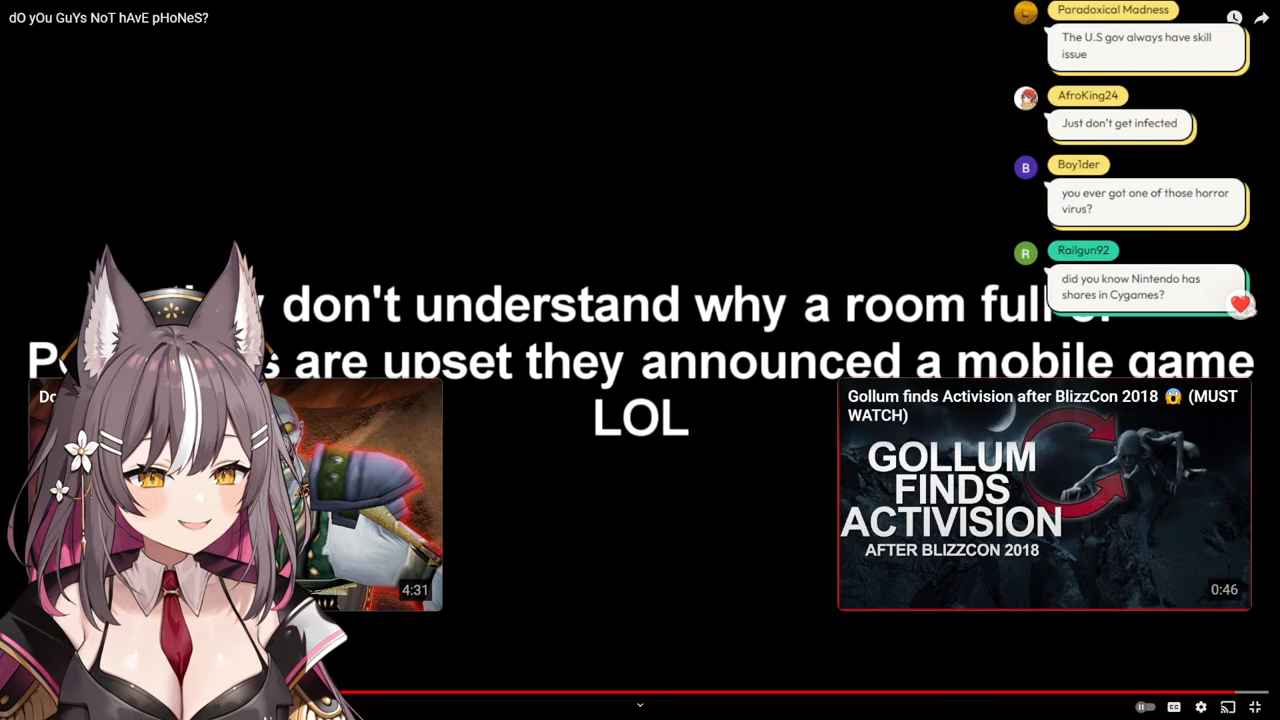 dO yOu GuYs NoT hAvE pHoNeS?
Paradoxical Madness
The U.S gov always have skill
issue
AfroKing24
Just don't get infected
B
Boy1der
you ever got one of those horror
virus?
R
Railgun92
did you know Nintendo has
shares in Cygames?
don't understand why a room full
are upset they announced a mobile game
LOL
4:31
Gollum finds Activision after BlizzCon 2018 😱 (MUST
WATCH)
GOLLUM
FINDS
ACTIVISION
AFTER BLIZZCON 2018
0:46
CC